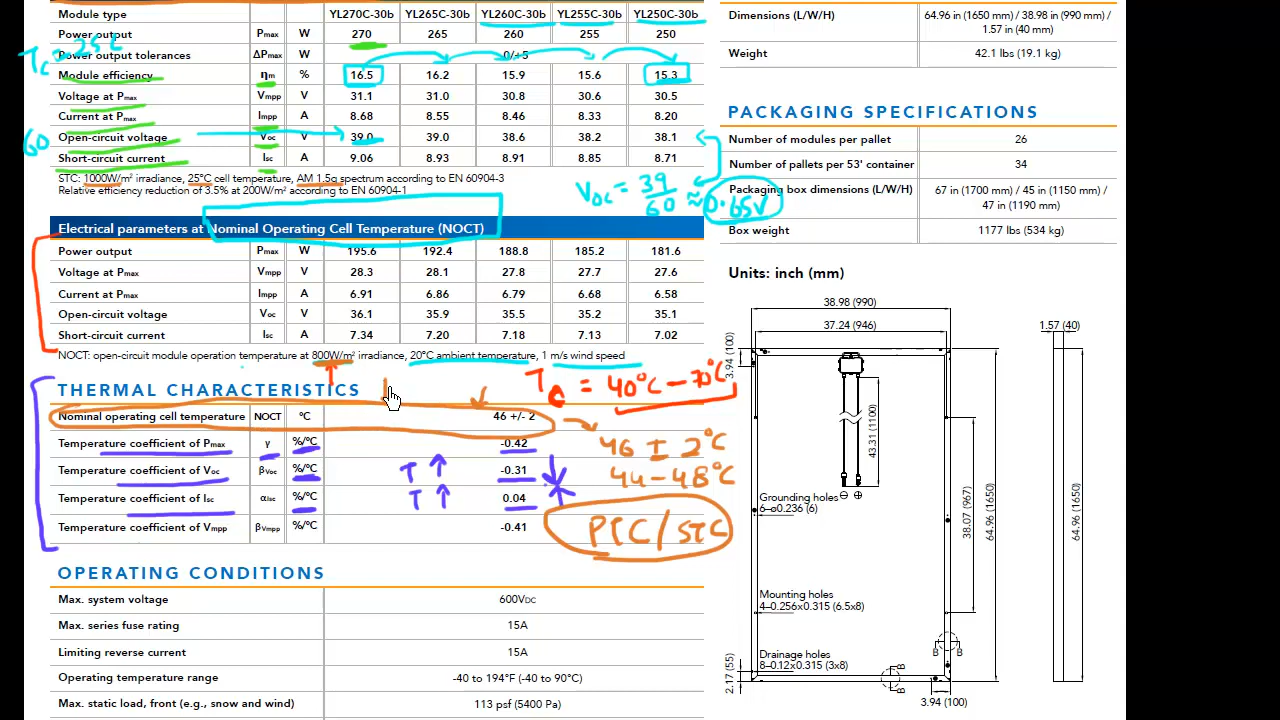 Module type YL270C-30b YL265C-30b YL260C-30b YL255C-30b YL250C-30b
Power output Pmax W 270 265 260 255 250
Tc = 25C
Power output tolerances ΔPmax W 0/+5
Module efficiency ηm % 16.5 16.2 15.9 15.6 15.3
Voltage at Pmax Vmpp V 31.1 31.0 30.8 30.6 30.5
Current at Pmax Impp A 8.68 8.55 8.46 8.33 8.20
60
Open-circuit voltage Voc V 39.0 39.0 38.6 38.2 38.1
Short-circuit current Isc A 9.06 8.93 8.91 8.85 8.71
STC: 1000W/m² irradiance, 25°C cell temperature, AM 1.5g spectrum according to EN 60904-3
Relative efficiency reduction of 3.5% at 200W/m² according to EN 60904-1
Voc = 39/60 ≈ 0.65V
Electrical parameters at Nominal Operating Cell Temperature (NOCT)
Power output Pmax W 195.6 192.4 188.8 185.2 181.6
Voltage at Pmax Vmpp V 28.3 28.1 27.8 27.7 27.6
Current at Pmax Impp A 6.91 6.86 6.79 6.68 6.58
Open-circuit voltage Voc V 36.1 35.9 35.5 35.2 35.1
Short-circuit current Isc A 7.34 7.20 7.18 7.13 7.02
NOCT: open-circuit module operation temperature at 800W/m² irradiance, 20°C ambient temperature, 1 m/s wind speed
THERMAL CHARACTERISTICS
Tc = 40°C - 70°C
Nominal operating cell temperature NOCT °C 46 +/- 2
Temperature coefficient of Pmax γ %/°C -0.42
46 ± 2°C
Temperature coefficient of Voc βVoc %/°C T ↑ -0.31
44-48°C
Temperature coefficient of Isc αIsc %/°C T ↑ 0.04
Temperature coefficient of Vmpp βVmpp %/°C -0.41
PTC/STC
OPERATING CONDITIONS
Max. system voltage 600VDC
Max. series fuse rating 15A
Limiting reverse current 15A
Operating temperature range -40 to 194°F (-40 to 90°C)
Max. static load, front (e.g., snow and wind) 113 psf (5400 Pa)
Dimensions (L/W/H) 64.96 in (1650 mm) / 38.98 in (990 mm) /
1.57 in (40 mm)
Weight 42.1 lbs (19.1 kg)
PACKAGING SPECIFICATIONS
Number of modules per pallet 26
Number of pallets per 53' container 34
Packaging box dimensions (L/W/H) 67 in (1700 mm) / 45 in (1150 mm) /
47 in (1190 mm)
Box weight 1177 lbs (534 kg)
Units: inch (mm)
38.98 (990)
37.24 (946)
1.57 (40)
3.94 (100)
43.31 (1100)
Grounding holes
6-ø0.236 (6)
38.07 (967)
64.96 (1650)
64.96 (1650)
Mounting holes
4-0.256x0.315 (6.5x8)
Drainage holes
8-0.12x0.315 (3x8)
B B
B
B
2.17 (55)
3.94 (100)